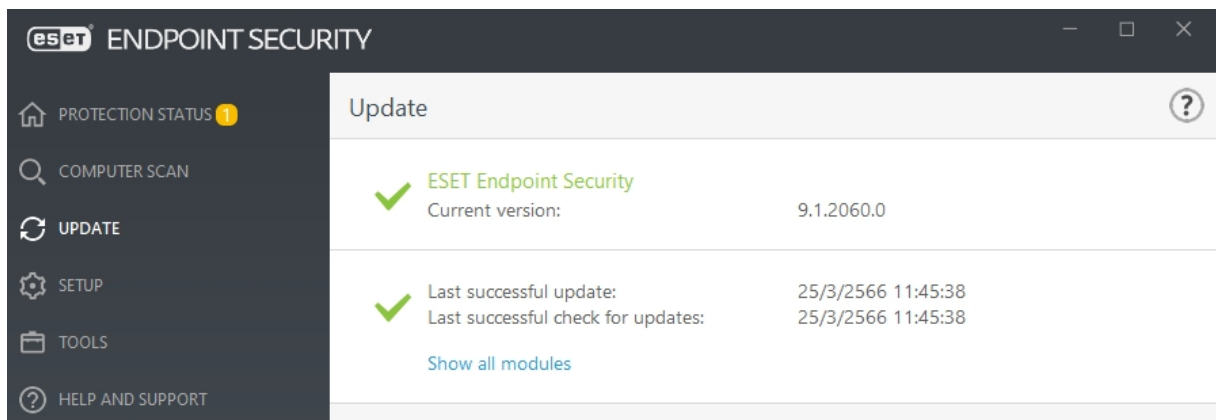 eset ENDPOINT SECURITY
PROTECTION STATUS 1
COMPUTER SCAN
UPDATE
SETUP
TOOLS
? HELP AND SUPPORT
Update ?
ESET Endpoint Security
Current version: 9.1.2060.0
Last successful update: 25/3/2566 11:45:38
Last successful check for updates: 25/3/2566 11:45:38
Show all modules